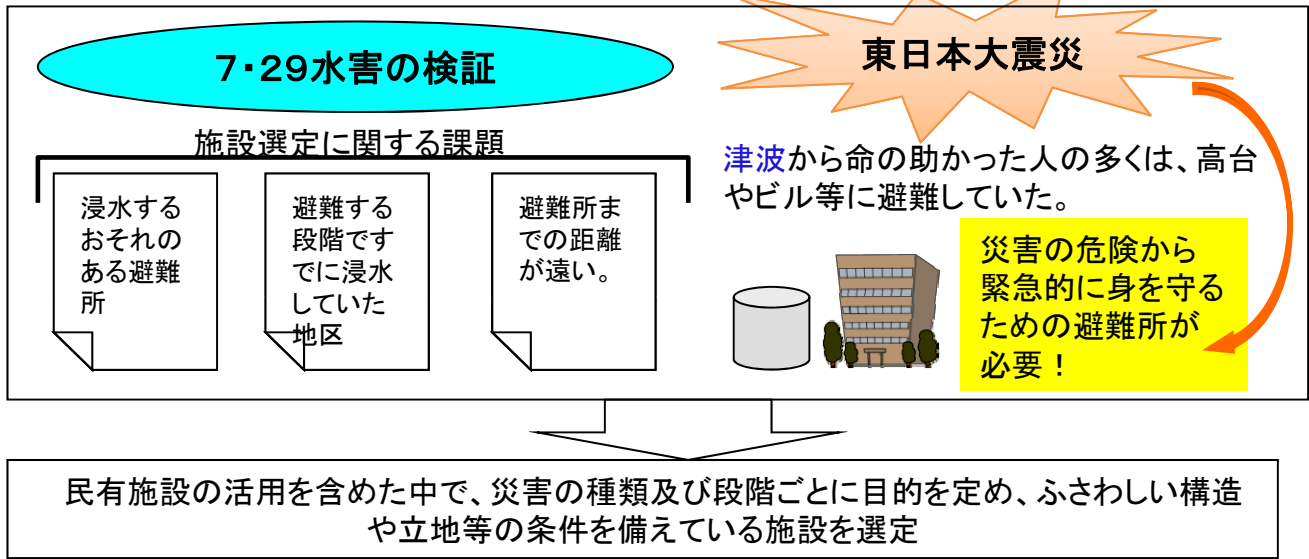 7・29水害の検証
施設選定に関する課題
浸水する
おそれの
ある避難
所
避難する
段階です
でに浸水
していた
地区
避難所ま
での距離
が遠い。
東日本大震災
津波から命の助かった人の多くは、高台
やビル等に避難していた。
災害の危険から
緊急的に身を守る
ための避難所が
必要！
民有施設の活用を含めた中で、災害の種類及び段階ごとに目的を定め、ふさわしい構造
や立地等の条件を備えている施設を選定